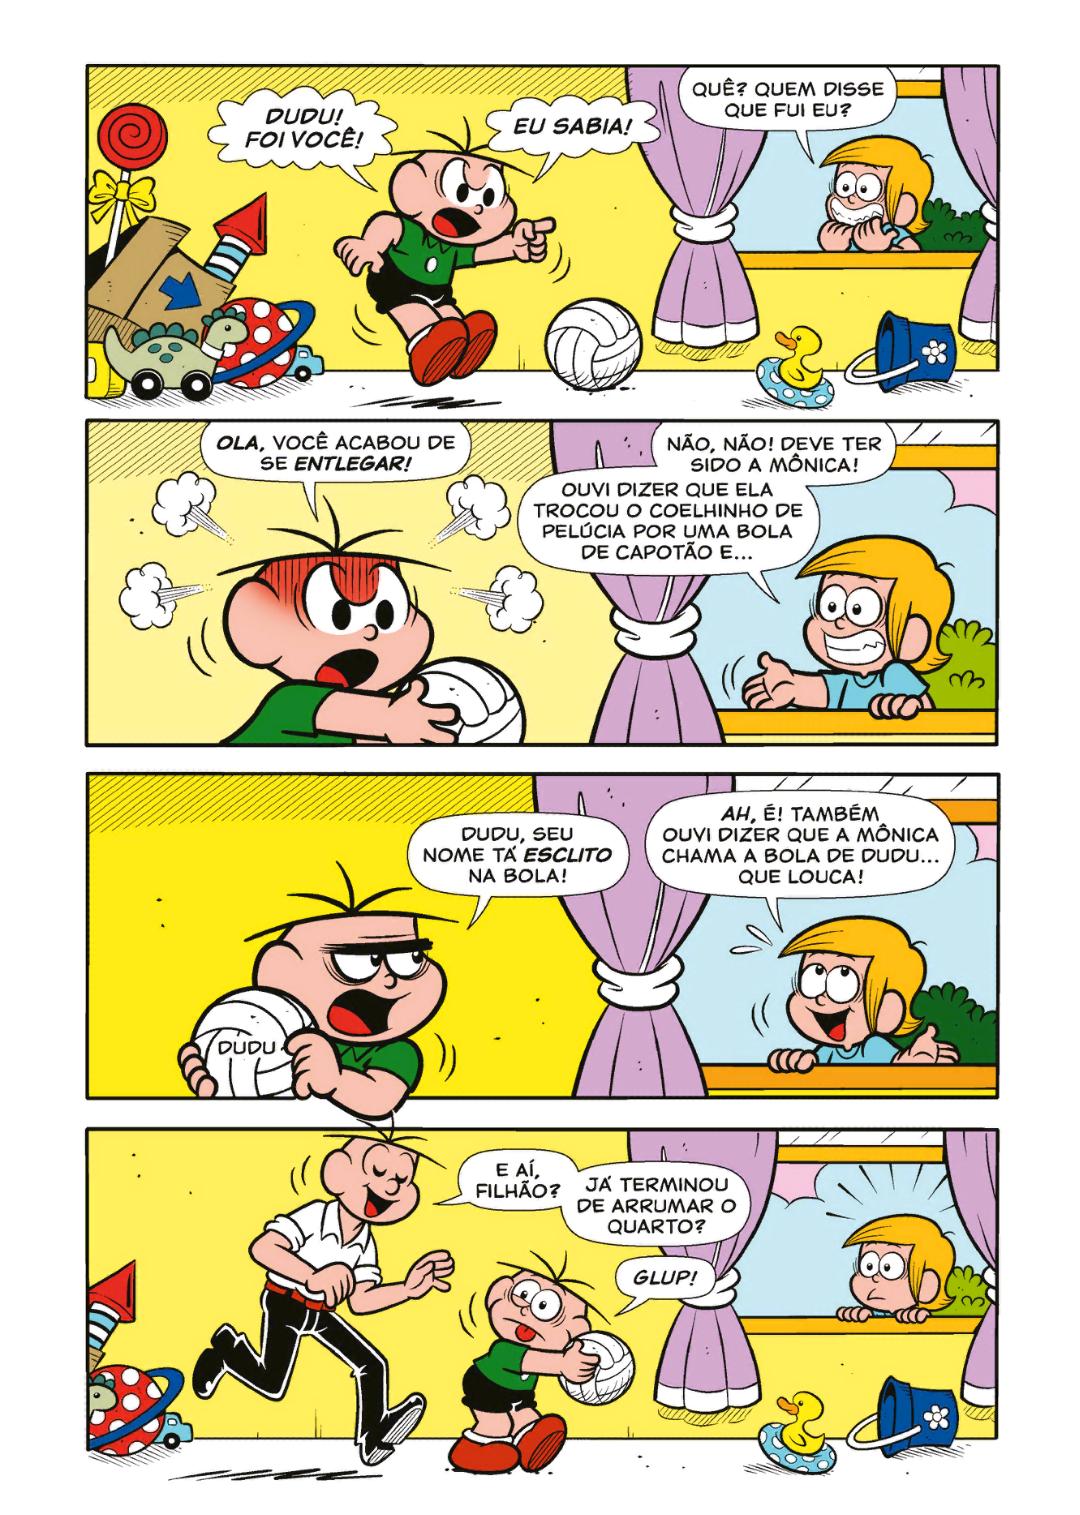 DUDU!
FOI VOCÊ!
EU SABIA!
QUÊ? QUEM DISSE
QUE FUI EU?
OLA, VOCÊ ACABOU DE
SE ENTLEGAR!
NÃO, NÃO! DEVE TER
SIDO A MÔNICA!
OUVI DIZER QUE ELA
TROCOU O COELHINHO DE
PELÚCIA POR UMA BOLA
DE CAPOTÃO E...
DUDU, SEU
NOME TÁ ESCLITO
NA BOLA!
AH, É! TAMBÉM
OUVI DIZER QUE A MÔNICA
CHAMA A BOLA DE DUDU...
QUE LOUCA!
DUDU
E AÍ,
FILHÃO?
JÁ TERMINOU
DE ARRUMAR O
QUARTO?
GLUP!